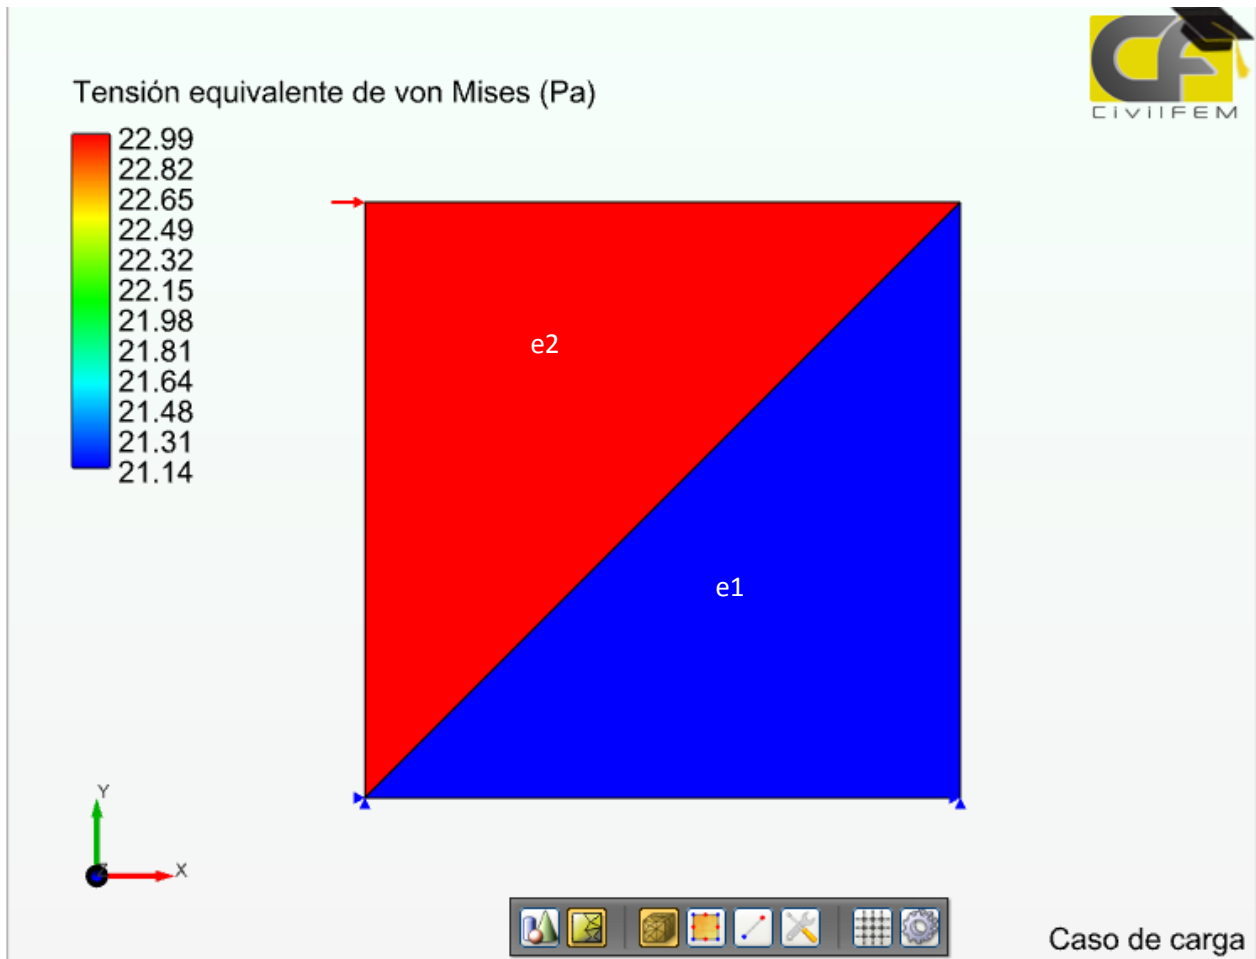 CF
CivilFEM
Tensión equivalente de von Mises (Pa)
22.99
22.82
22.65
22.49
22.32
22.15
21.98
21.81
21.64
21.48
21.31
21.14
e2
e1
Y
Z
X
Caso de carga